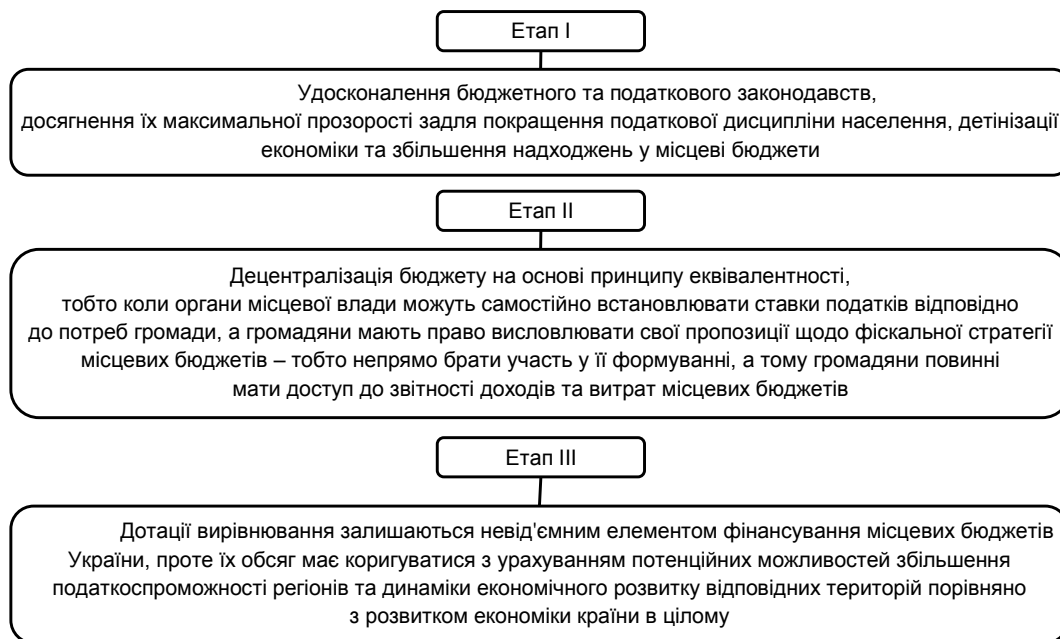 Етап I
Удосконалення бюджетного та податкового законодавств,
досягнення їх максимальної прозорості задля покращення податкової дисципліни населення, детінізації
економіки та збільшення надходжень у місцеві бюджети
Етап II
Децентралізація бюджету на основі принципу еквівалентності,
тобто коли органи місцевої влади можуть самостійно встановлювати ставки податків відповідно
до потреб громади, а громадяни мають право висловлювати свої пропозиції щодо фіскальної стратегії
місцевих бюджетів – тобто непрямо брати участь у її формуванні, а тому громадяни повинні
мати доступ до звітності доходів та витрат місцевих бюджетів
Етап III
Дотації вирівнювання залишаються невід'ємним елементом фінансування місцевих бюджетів
України, проте їх обсяг має коригуватися з урахуванням потенційних можливостей збільшення
податкоспроможності регіонів та динаміки економічного розвитку відповідних територій порівняно
з розвитком економіки країни в цілому